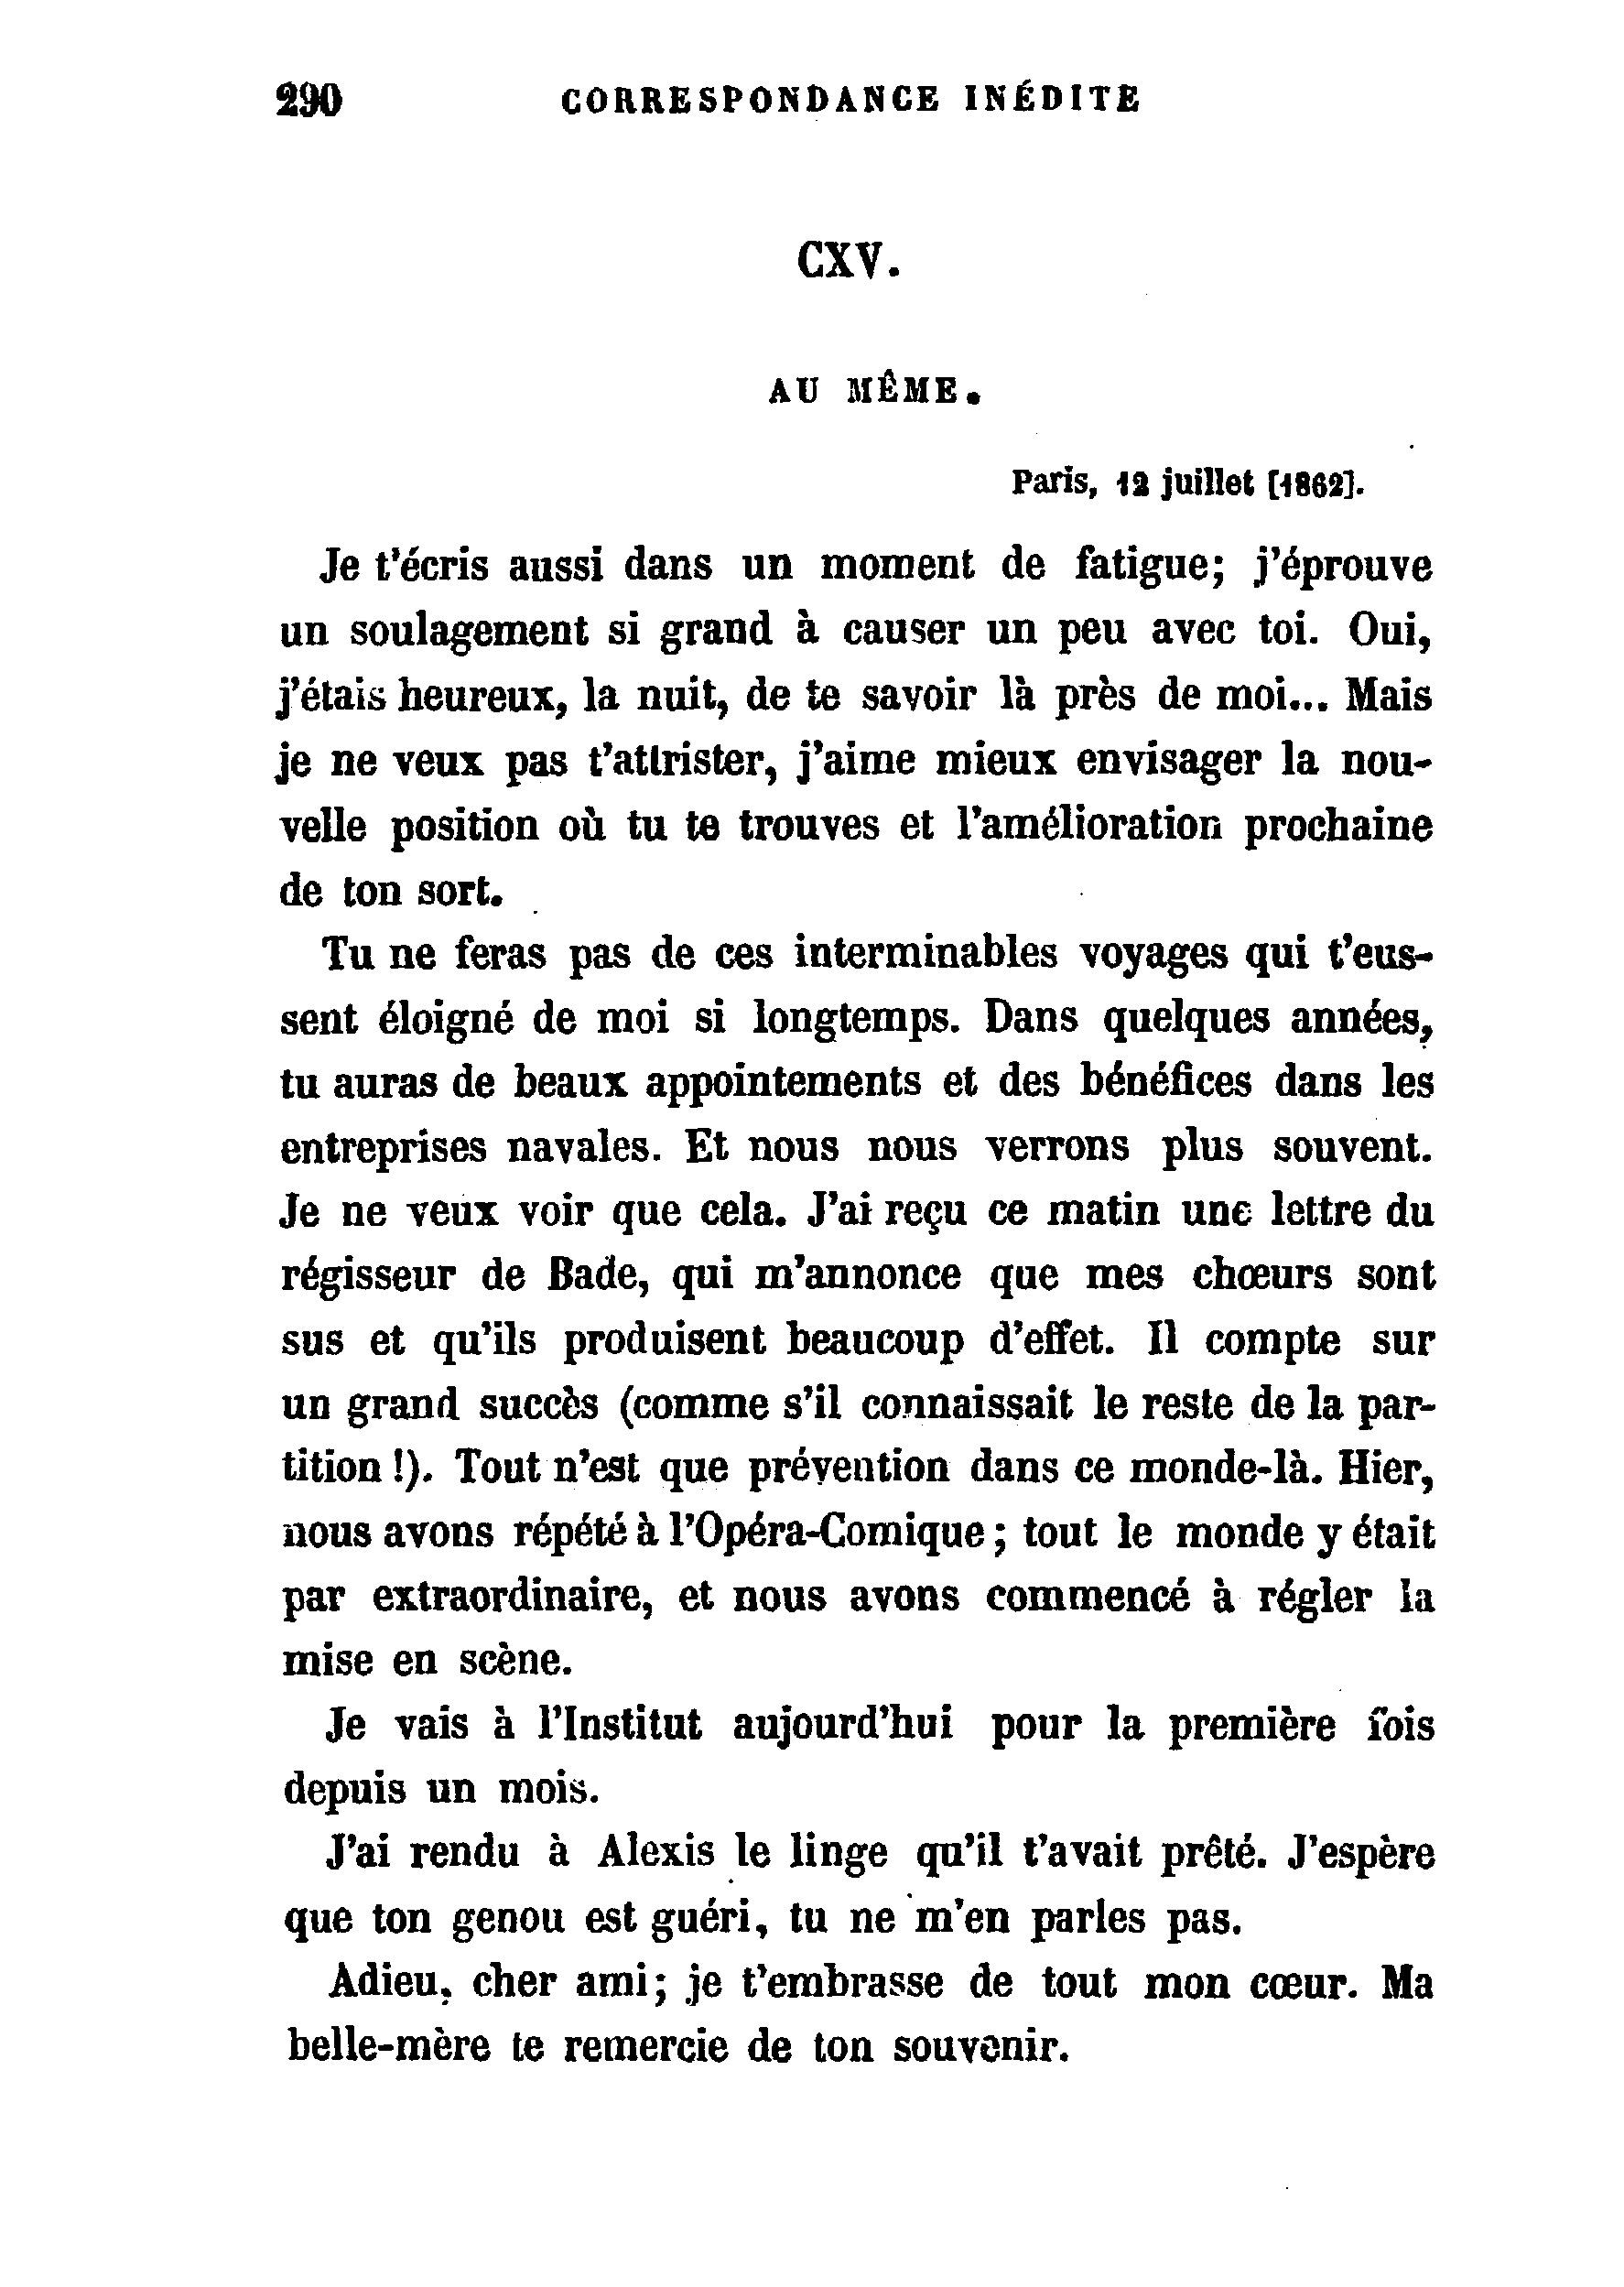 290 CORRESPONDANCE INÉDITE
CXV.
AU MÊME.
Paris, 12 juillet [1862].
Je t'écris aussi dans un moment de fatigue; j'éprouve
un soulagement si grand à causer un peu avec toi. Oui,
j'étais heureux, la nuit, de te savoir là près de moi... Mais
je ne veux pas t'attrister, j'aime mieux envisager la nou-
velle position où tu te trouves et l'amélioration prochaine
de ton sort.
Tu ne feras pas de ces interminables voyages qui t'eus-
sent éloigné de moi si longtemps. Dans quelques années,
tu auras de beaux appointements et des bénéfices dans les
entreprises navales. Et nous nous verrons plus souvent.
Je ne veux voir que cela. J'ai reçu ce matin une lettre du
régisseur de Bade, qui m'annonce que mes chœurs sont
sus et qu'ils produisent beaucoup d'effet. Il compte sur
un grand succès (comme s'il connaissait le reste de la par-
tition !). Tout n'est que prévention dans ce monde-là. Hier,
nous avons répété à l'Opéra-Comique ; tout le monde y était
par extraordinaire, et nous avons commencé à régler la
mise en scène.
Je vais à l'Institut aujourd'hui pour la première fois
depuis un mois.
J'ai rendu à Alexis le linge qu'il t'avait prêté. J'espère
que ton genou est guéri, tu ne m'en parles pas.
Adieu, cher ami; je t'embrasse de tout mon cœur. Ma
belle-mère te remercie de ton souvenir.